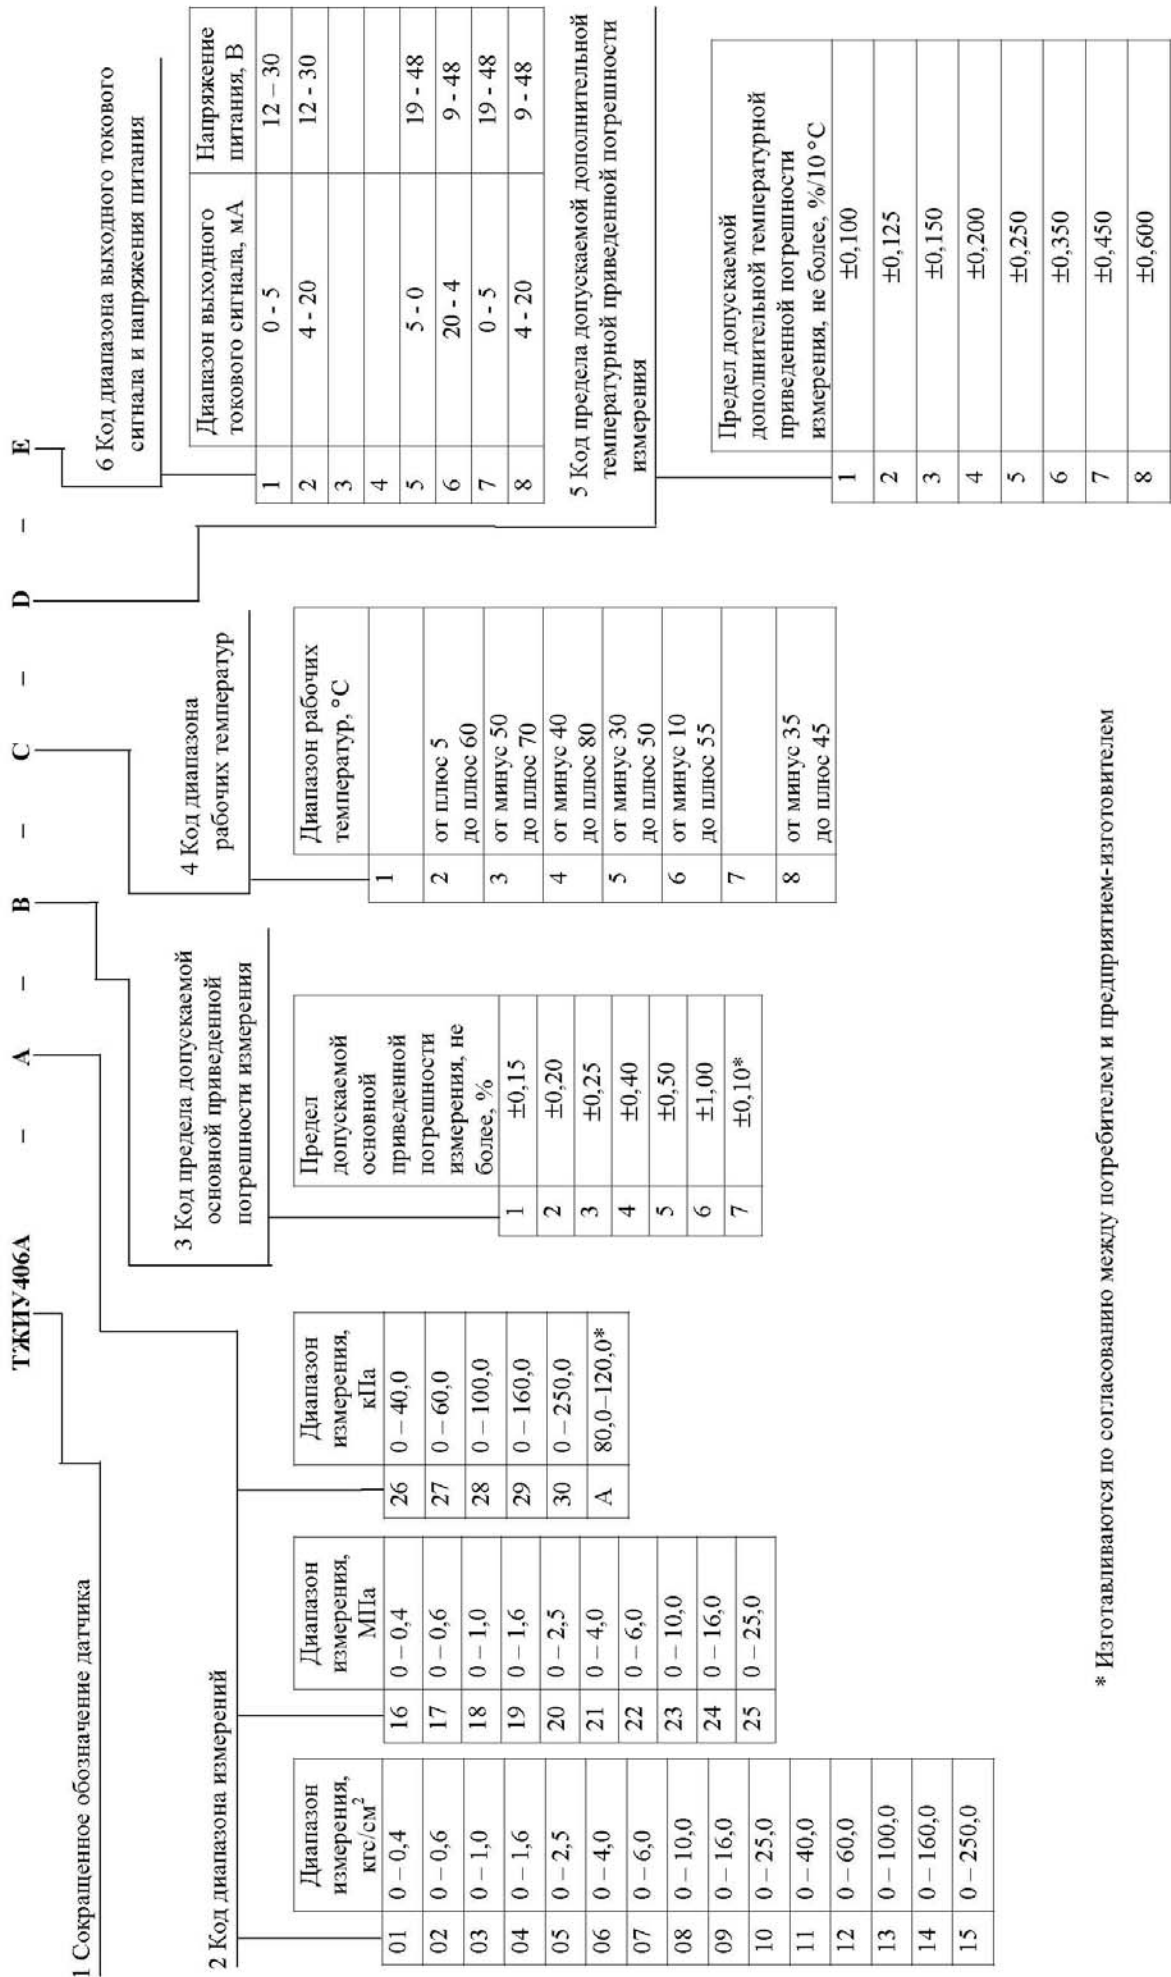 ТЖИУ406А – A – B – C – D – E
1 Сокращенное обозначение датчика
2 Код диапазона измерений
Диапазон
измерения,
кгс/см²
01 0 – 0,4
02 0 – 0,6
03 0 – 1,0
04 0 – 1,6
05 0 – 2,5
06 0 – 4,0
07 0 – 6,0
08 0 – 10,0
09 0 – 16,0
10 0 – 25,0
11 0 – 40,0
12 0 – 60,0
13 0 – 100,0
14 0 – 160,0
15 0 – 250,0
Диапазон
измерения,
МПа
16 0 – 0,4
17 0 – 0,6
18 0 – 1,0
19 0 – 1,6
20 0 – 2,5
21 0 – 4,0
22 0 – 6,0
23 0 – 10,0
24 0 – 16,0
25 0 – 25,0
Диапазон
измерения,
кПа
26 0 – 40,0
27 0 – 60,0
28 0 – 100,0
29 0 – 160,0
30 0 – 250,0
А 80,0–120,0*
3 Код предела допускаемой
основной приведенной
погрешности измерения
Предел
допускаемой
основной
приведенной
погрешности
измерения, не
более, %
1 ±0,15
2 ±0,20
3 ±0,25
4 ±0,40
5 ±0,50
6 ±1,00
7 ±0,10*
4 Код диапазона
рабочих температур
Диапазон рабочих
температур, °С
1
2 от плюс 5
до плюс 60
3 от минус 50
до плюс 70
4 от минус 40
до плюс 80
5 от минус 30
до плюс 50
6 от минус 10
до плюс 55
7
8 от минус 35
до плюс 45
6 Код диапазона выходного токового
сигнала и напряжения питания
Диапазон выходного Напряжение
токового сигнала, мА питания, В
1 0 - 5 12 – 30
2 4 - 20 12 - 30
3
4
5 5 - 0 19 - 48
6 20 - 4 9 - 48
7 0 - 5 19 - 48
8 4 - 20 9 - 48
5 Код предела допускаемой дополнительной
температурной приведенной погрешности
измерения
Предел допускаемой
дополнительной температурной
приведенной погрешности
измерения, не более, %/10 °С
1 ±0,100
2 ±0,125
3 ±0,150
4 ±0,200
5 ±0,250
6 ±0,350
7 ±0,450
8 ±0,600
* Изготавливаются по согласованию между потребителем и предприятием-изготовителем